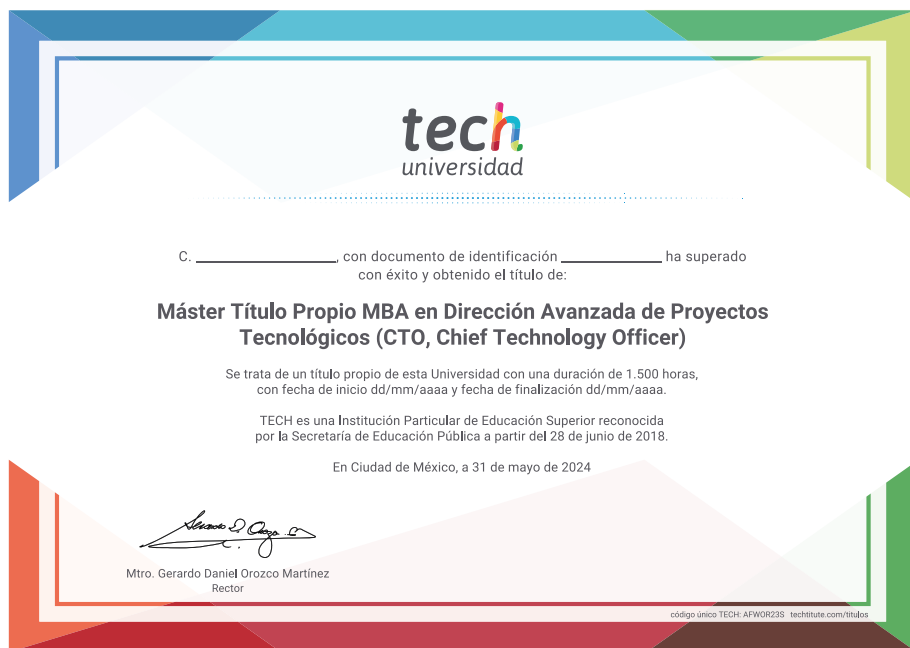 tech
universidad
C. ____________________, con documento de identificación ______________ ha superado
con éxito y obtenido el título de:
Máster Título Propio MBA en Dirección Avanzada de Proyectos
Tecnológicos (CTO, Chief Technology Officer)
Se trata de un título propio de esta Universidad con una duración de 1.500 horas,
con fecha de inicio dd/mm/aaaa y fecha de finalización dd/mm/aaaa.
TECH es una Institución Particular de Educación Superior reconocida
por la Secretaría de Educación Pública a partir del 28 de junio de 2018.
En Ciudad de México, a 31 de mayo de 2024
Mtro. Gerardo Daniel Orozco Martínez
Rector
código único TECH: AFWOR23S techtitute.com/titulos